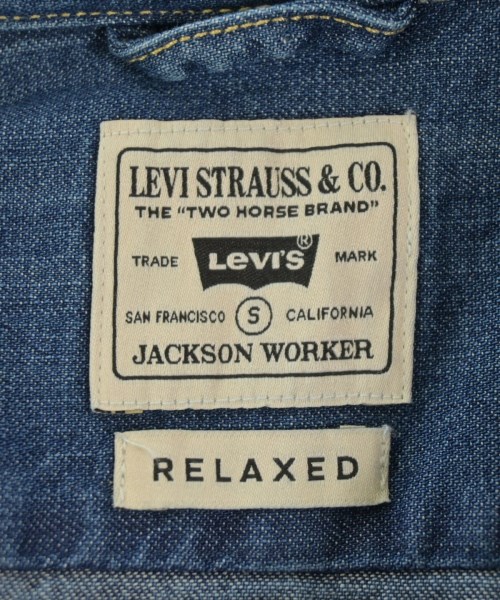 LEVI STRAUSS & CO.
THE "TWO HORSE BRAND"
TRADE LEVI'S® MARK
SAN FRANCISCO S CALIFORNIA
JACKSON WORKER
RELAXED